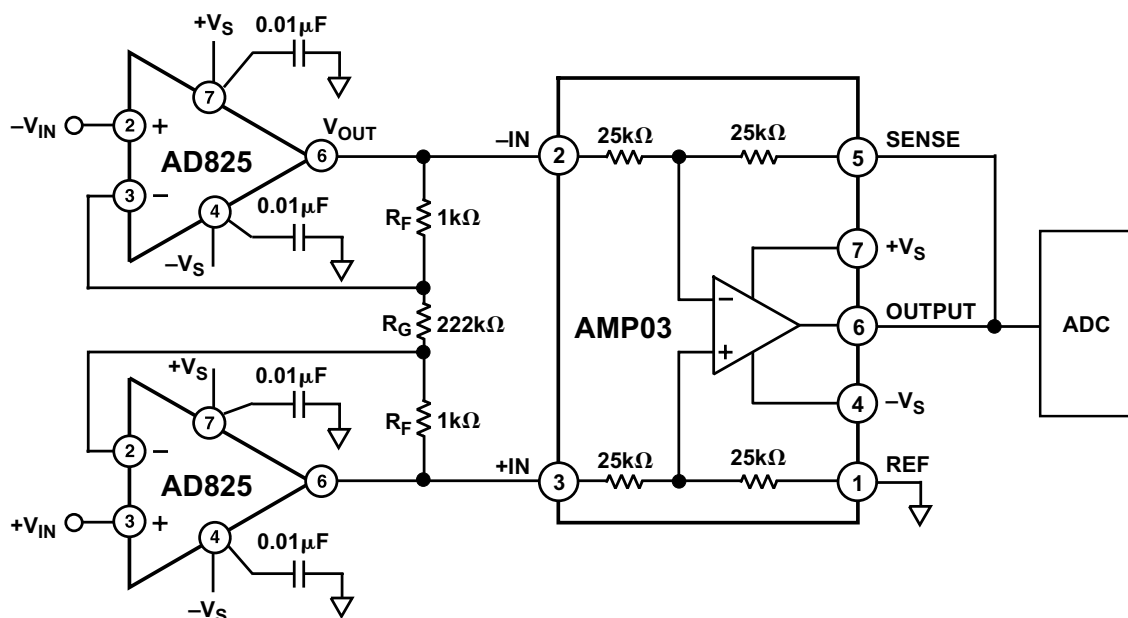 +VS
0.01µF
7
–VIN
2
+
VOUT
6
AD825
3
–
4
0.01µF
–VS
RF
1kΩ
RG
222kΩ
+VS
0.01µF
7
2
–
RF
1kΩ
AD825
6
+VIN
3
+
4
0.01µF
–VS
–IN
2
25kΩ
25kΩ
5
SENSE
7
+VS
AMP03
–
+
6
OUTPUT
4
–VS
+IN
3
25kΩ
25kΩ
1
REF
ADC